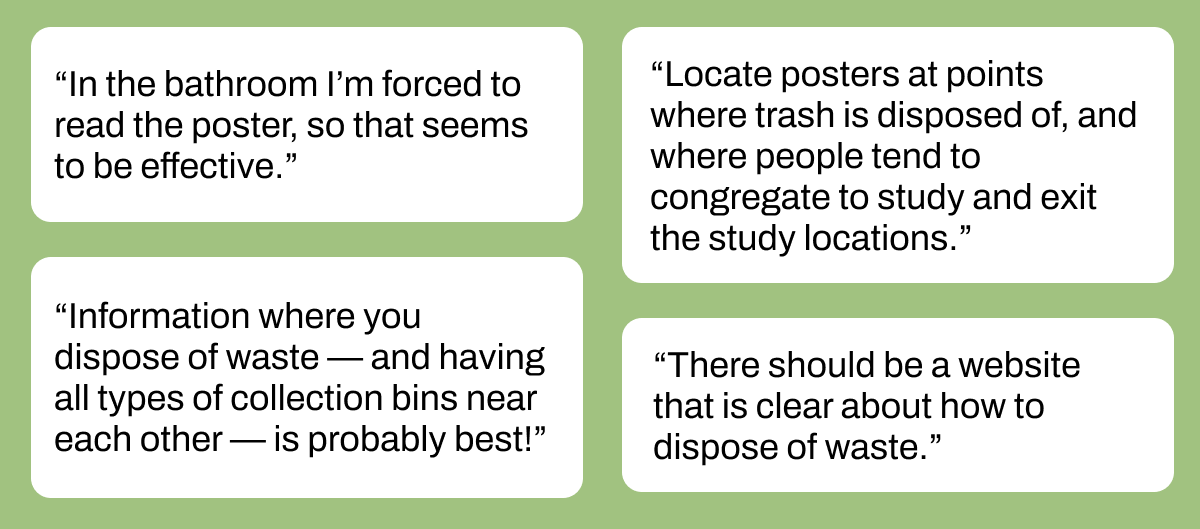 “In the bathroom I’m forced to
read the poster, so that seems
to be effective.”
“Information where you
dispose of waste — and having
all types of collection bins near
each other — is probably best!”
“Locate posters at points
where trash is disposed of, and
where people tend to
congregate to study and exit
the study locations.”
“There should be a website
that is clear about how to
dispose of waste.”